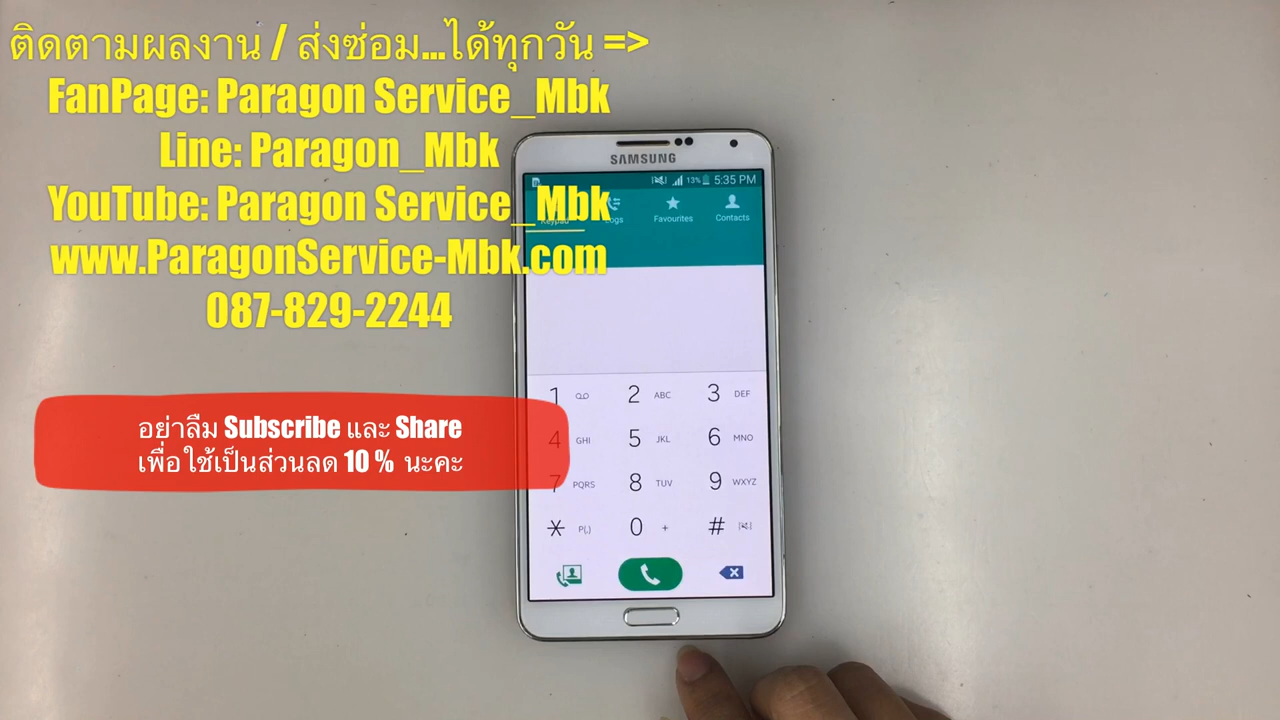 ติดตามผลงาน / ส่งซ่อม...ได้ทุกวัน =>
FanPage: Paragon Service_Mbk
Line: Paragon_Mbk
YouTube: Paragon Service_Mbk
www.ParagonService-Mbk.com
087-829-2244
อย่าลืม Subscribe และ Share
เพื่อใช้เป็นส่วนลด 10 % นะคะ
SAMSUNG
13% 5:35 PM
Keypad Logs Favourites Contacts
1 2 ABC 3 DEF
4 GHI 5 JKL 6 MNO
7 PQRS 8 TUV 9 WXYZ
* P(,) 0 + #